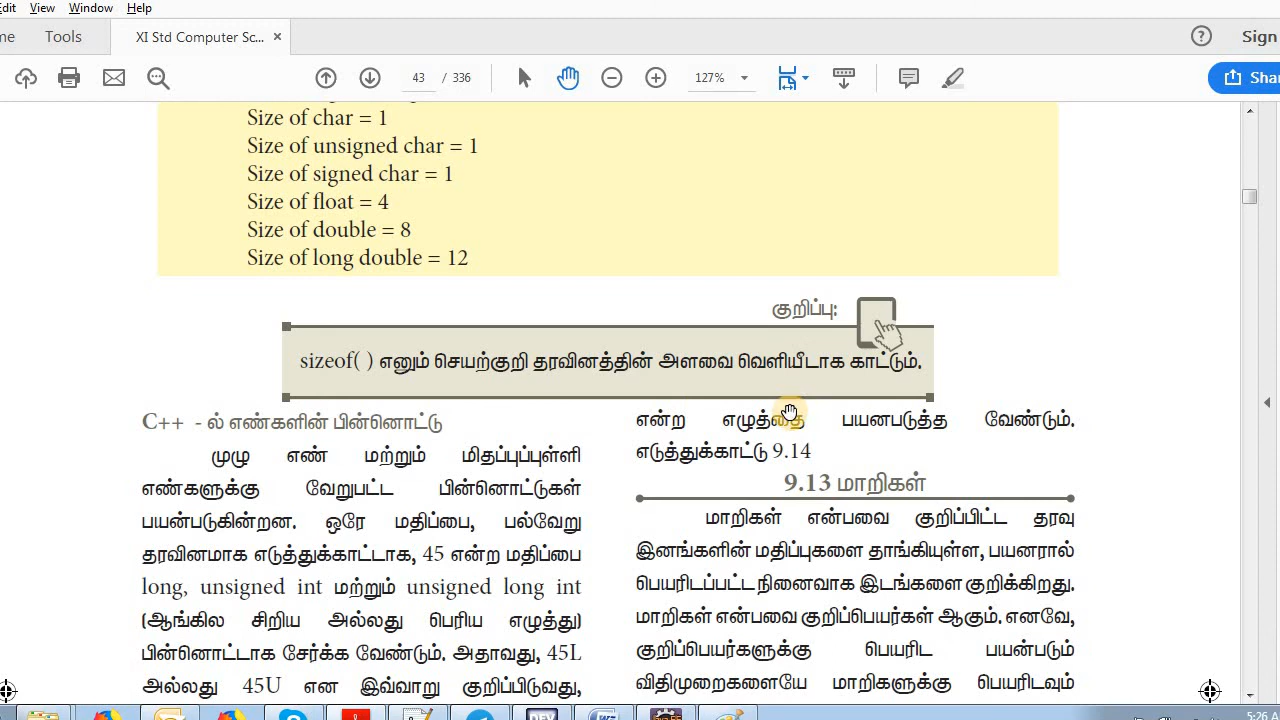 Edit View Window Help
Tools XI Std Computer Sc... × Sign
43 / 336 127%
Size of char = 1
Size of unsigned char = 1
Size of signed char = 1
Size of float = 4
Size of double = 8
Size of long double = 12
குறிப்பு:
sizeof( ) எனும் செயற்குறி தரவினத்தின் அளவை வெளியீடாக காட்டும்.
C++ - ல் எண்களின் பின்னொட்டு
முழு எண் மற்றும் மிதப்புப்புள்ளி
எண்களுக்கு வேறுபட்ட பின்னொட்டுகள்
பயன்படுகின்றன. ஒரே மதிப்பை, பல்வேறு
தரவினமாக எடுத்துக்காட்டாக, 45 என்ற மதிப்பை
long, unsigned int மற்றும் unsigned long int
(ஆங்கில சிறிய அல்லது பெரிய எழுத்து)
பின்னொட்டாக சேர்க்க வேண்டும். அதாவது, 45L
அல்லது 45U என இவ்வாறு குறிப்பிடுவது,
என்ற எழுத்தை பயனபடுத்த வேண்டும்.
எடுத்துக்காட்டு 9.14
9.13 மாறிகள்
மாறிகள் என்பவை குறிப்பிட்ட தரவு
இனங்களின் மதிப்புகளை தாங்கியுள்ள, பயனரால்
பெயரிடப்பட்ட நினைவாக இடங்களை குறிக்கிறது.
மாறிகள் என்பவை குறிப்பெயர்கள் ஆகும். எனவே,
குறிப்பெயர்களுக்கு பெயரிட பயன்படும்
விதிமுறைகளையே மாறிகளுக்கு பெயரிடவும்
DEV